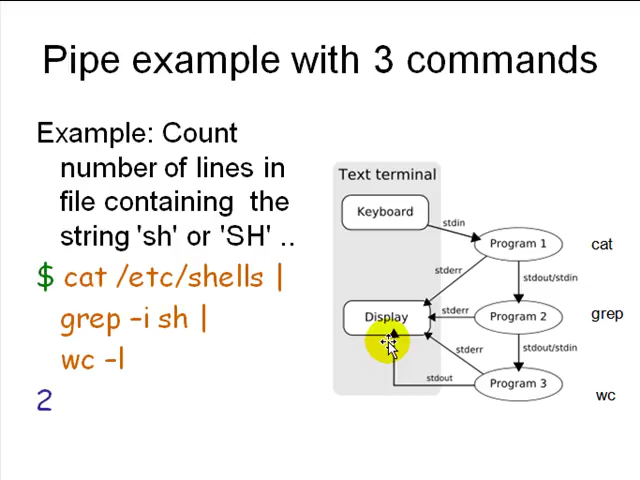 Pipe example with 3 commands
Example: Count
number of lines in
file containing the
string 'sh' or 'SH' ..
$ cat /etc/shells |
grep –i sh |
wc –l
2
Text terminal
Keyboard
stdin
Program 1
cat
stderr
stdout/stdin
Display
stderr
Program 2
grep
stderr
stdout/stdin
stdout
Program 3
wc